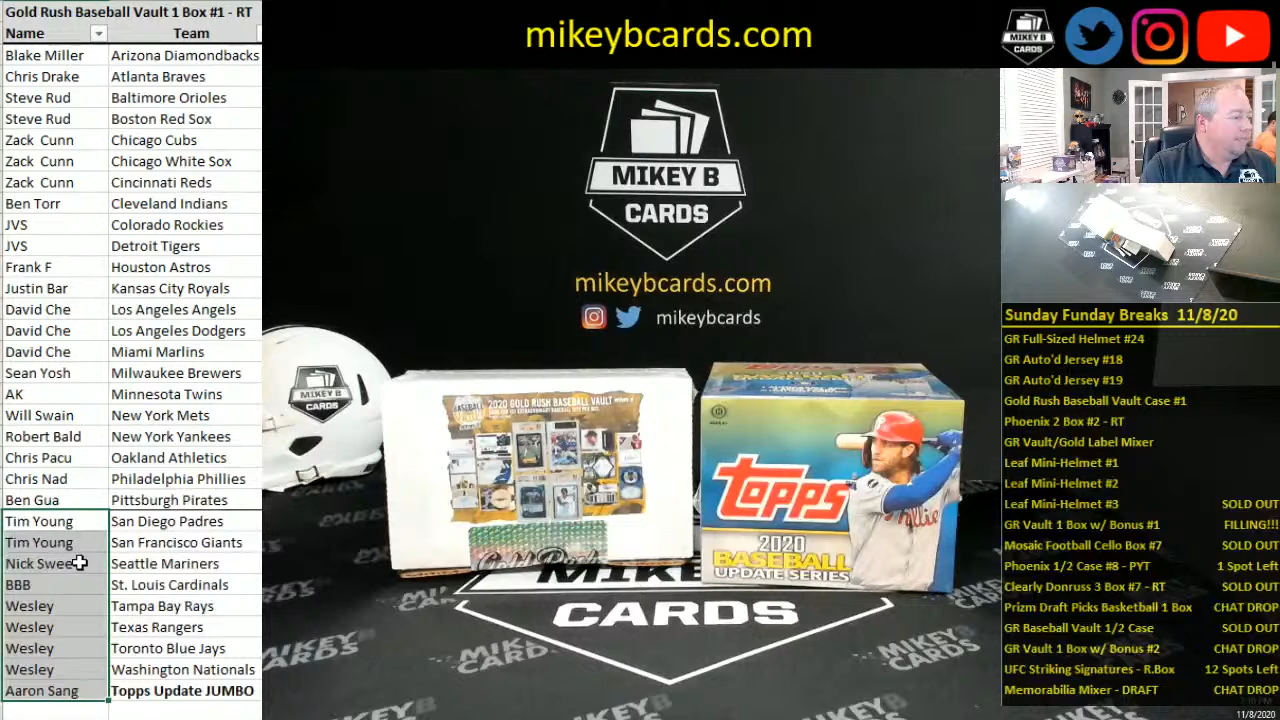 Gold Rush Baseball Vault 1 Box #1 - RT
Name Team
Blake Miller Arizona Diamondbacks
Chris Drake Atlanta Braves
Steve Rud Baltimore Orioles
Steve Rud Boston Red Sox
Zack Cunn Chicago Cubs
Zack Cunn Chicago White Sox
Zack Cunn Cincinnati Reds
Ben Torr Cleveland Indians
JVS Colorado Rockies
JVS Detroit Tigers
Frank F Houston Astros
Justin Bar Kansas City Royals
David Che Los Angeles Angels
David Che Los Angeles Dodgers
David Che Miami Marlins
Sean Yosh Milwaukee Brewers
AK Minnesota Twins
Will Swain New York Mets
Robert Bald New York Yankees
Chris Pacu Oakland Athletics
Chris Nad Philadelphia Phillies
Ben Gua Pittsburgh Pirates
Tim Young San Diego Padres
Tim Young San Francisco Giants
Nick Swee Seattle Mariners
BBB St. Louis Cardinals
Wesley Tampa Bay Rays
Wesley Texas Rangers
Wesley Toronto Blue Jays
Wesley Washington Nationals
Aaron Sang Topps Update JUMBO
mikeybcards.com
MIKEY B
CARDS
mikeybcards.com
mikeybcards
MIKEY B
CARDS
2020 GOLD RUSH BASEBALL VAULT
Gold Rush
topps
2020
BASEBALL
UPDATE SERIES
Phillies
CARDS
MIKEY B
CARDS
MIKEY B
CARDS
Sunday Funday Breaks 11/8/20
GR Full-Sized Helmet #24
GR Auto'd Jersey #18
GR Auto'd Jersey #19
Gold Rush Baseball Vault Case #1
Phoenix 2 Box #2 - RT
GR Vault/Gold Label Mixer
Leaf Mini-Helmet #1
Leaf Mini-Helmet #2
Leaf Mini-Helmet #3 SOLD OUT
GR Vault 1 Box w/ Bonus #1 FILLING!!!
Mosaic Football Cello Box #7 SOLD OUT
Phoenix 1/2 Case #8 - PYT 1 Spot Left
Clearly Donruss 3 Box #7 - RT SOLD OUT
Prizm Draft Picks Basketball 1 Box CHAT DROP
GR Baseball Vault 1/2 Case SOLD OUT
GR Vault 1 Box w/ Bonus #2 CHAT DROP
UFC Striking Signatures - R.Box 12 Spots Left
Memorabilia Mixer - DRAFT CHAT DROP
11/8/2020